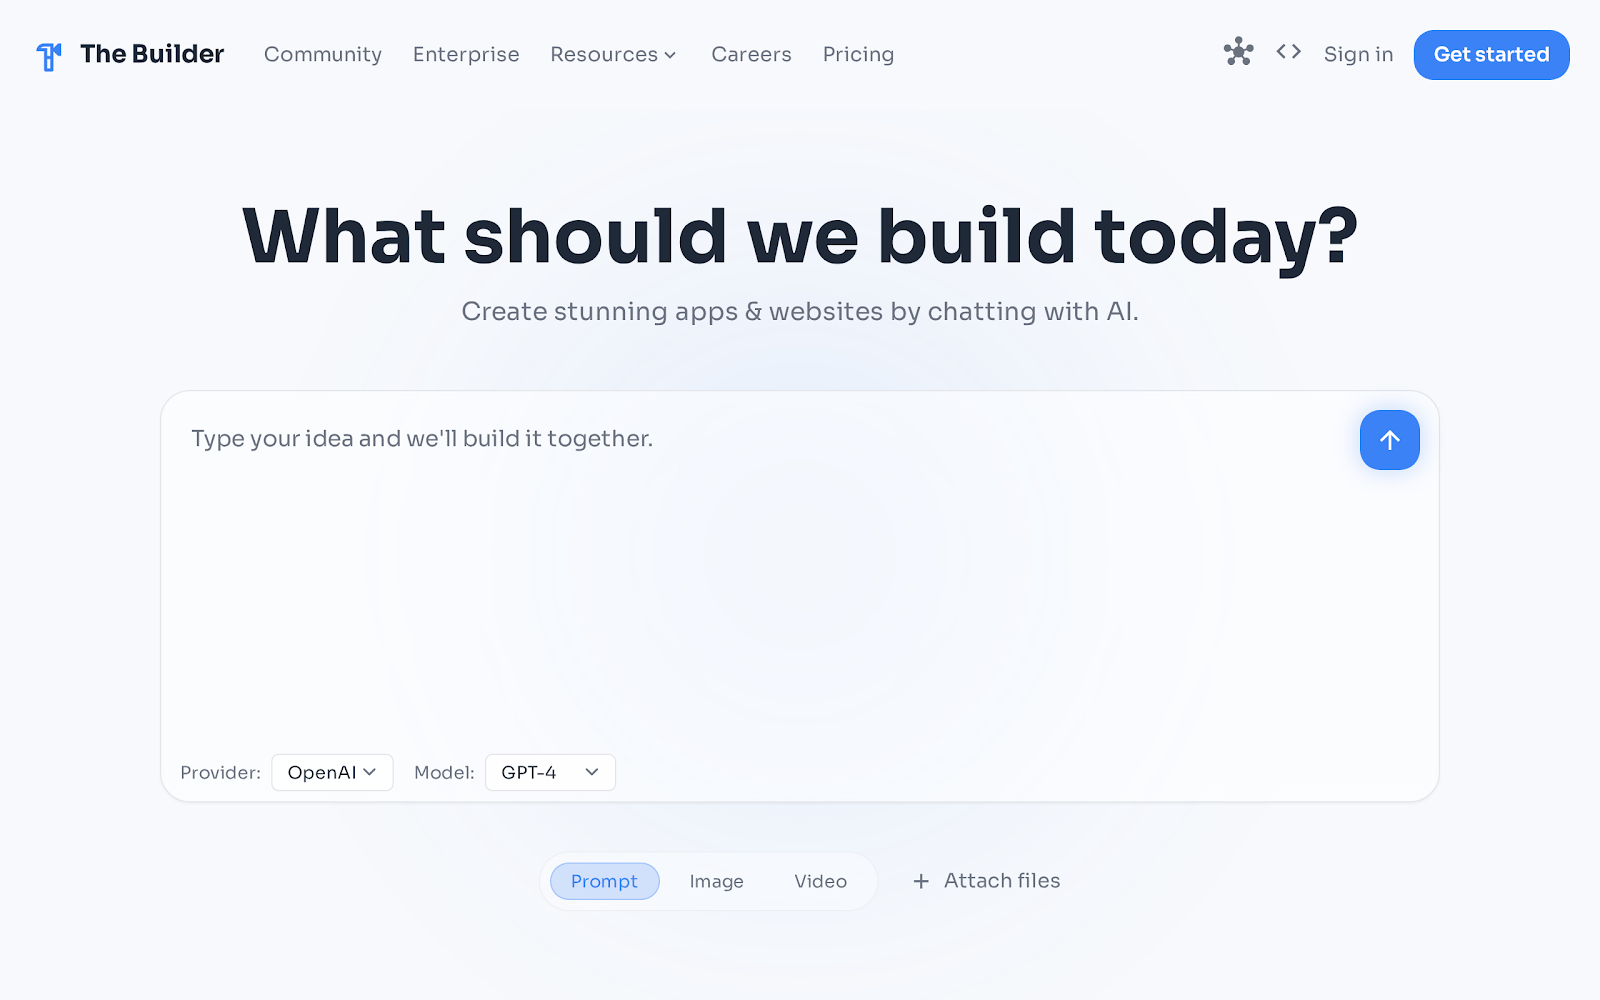 The Builder Community Enterprise Resources Careers Pricing Sign in Get started
What should we build today?
Create stunning apps & websites by chatting with AI.
Type your idea and we'll build it together.
Provider: OpenAI Model: GPT-4
Prompt Image Video + Attach files